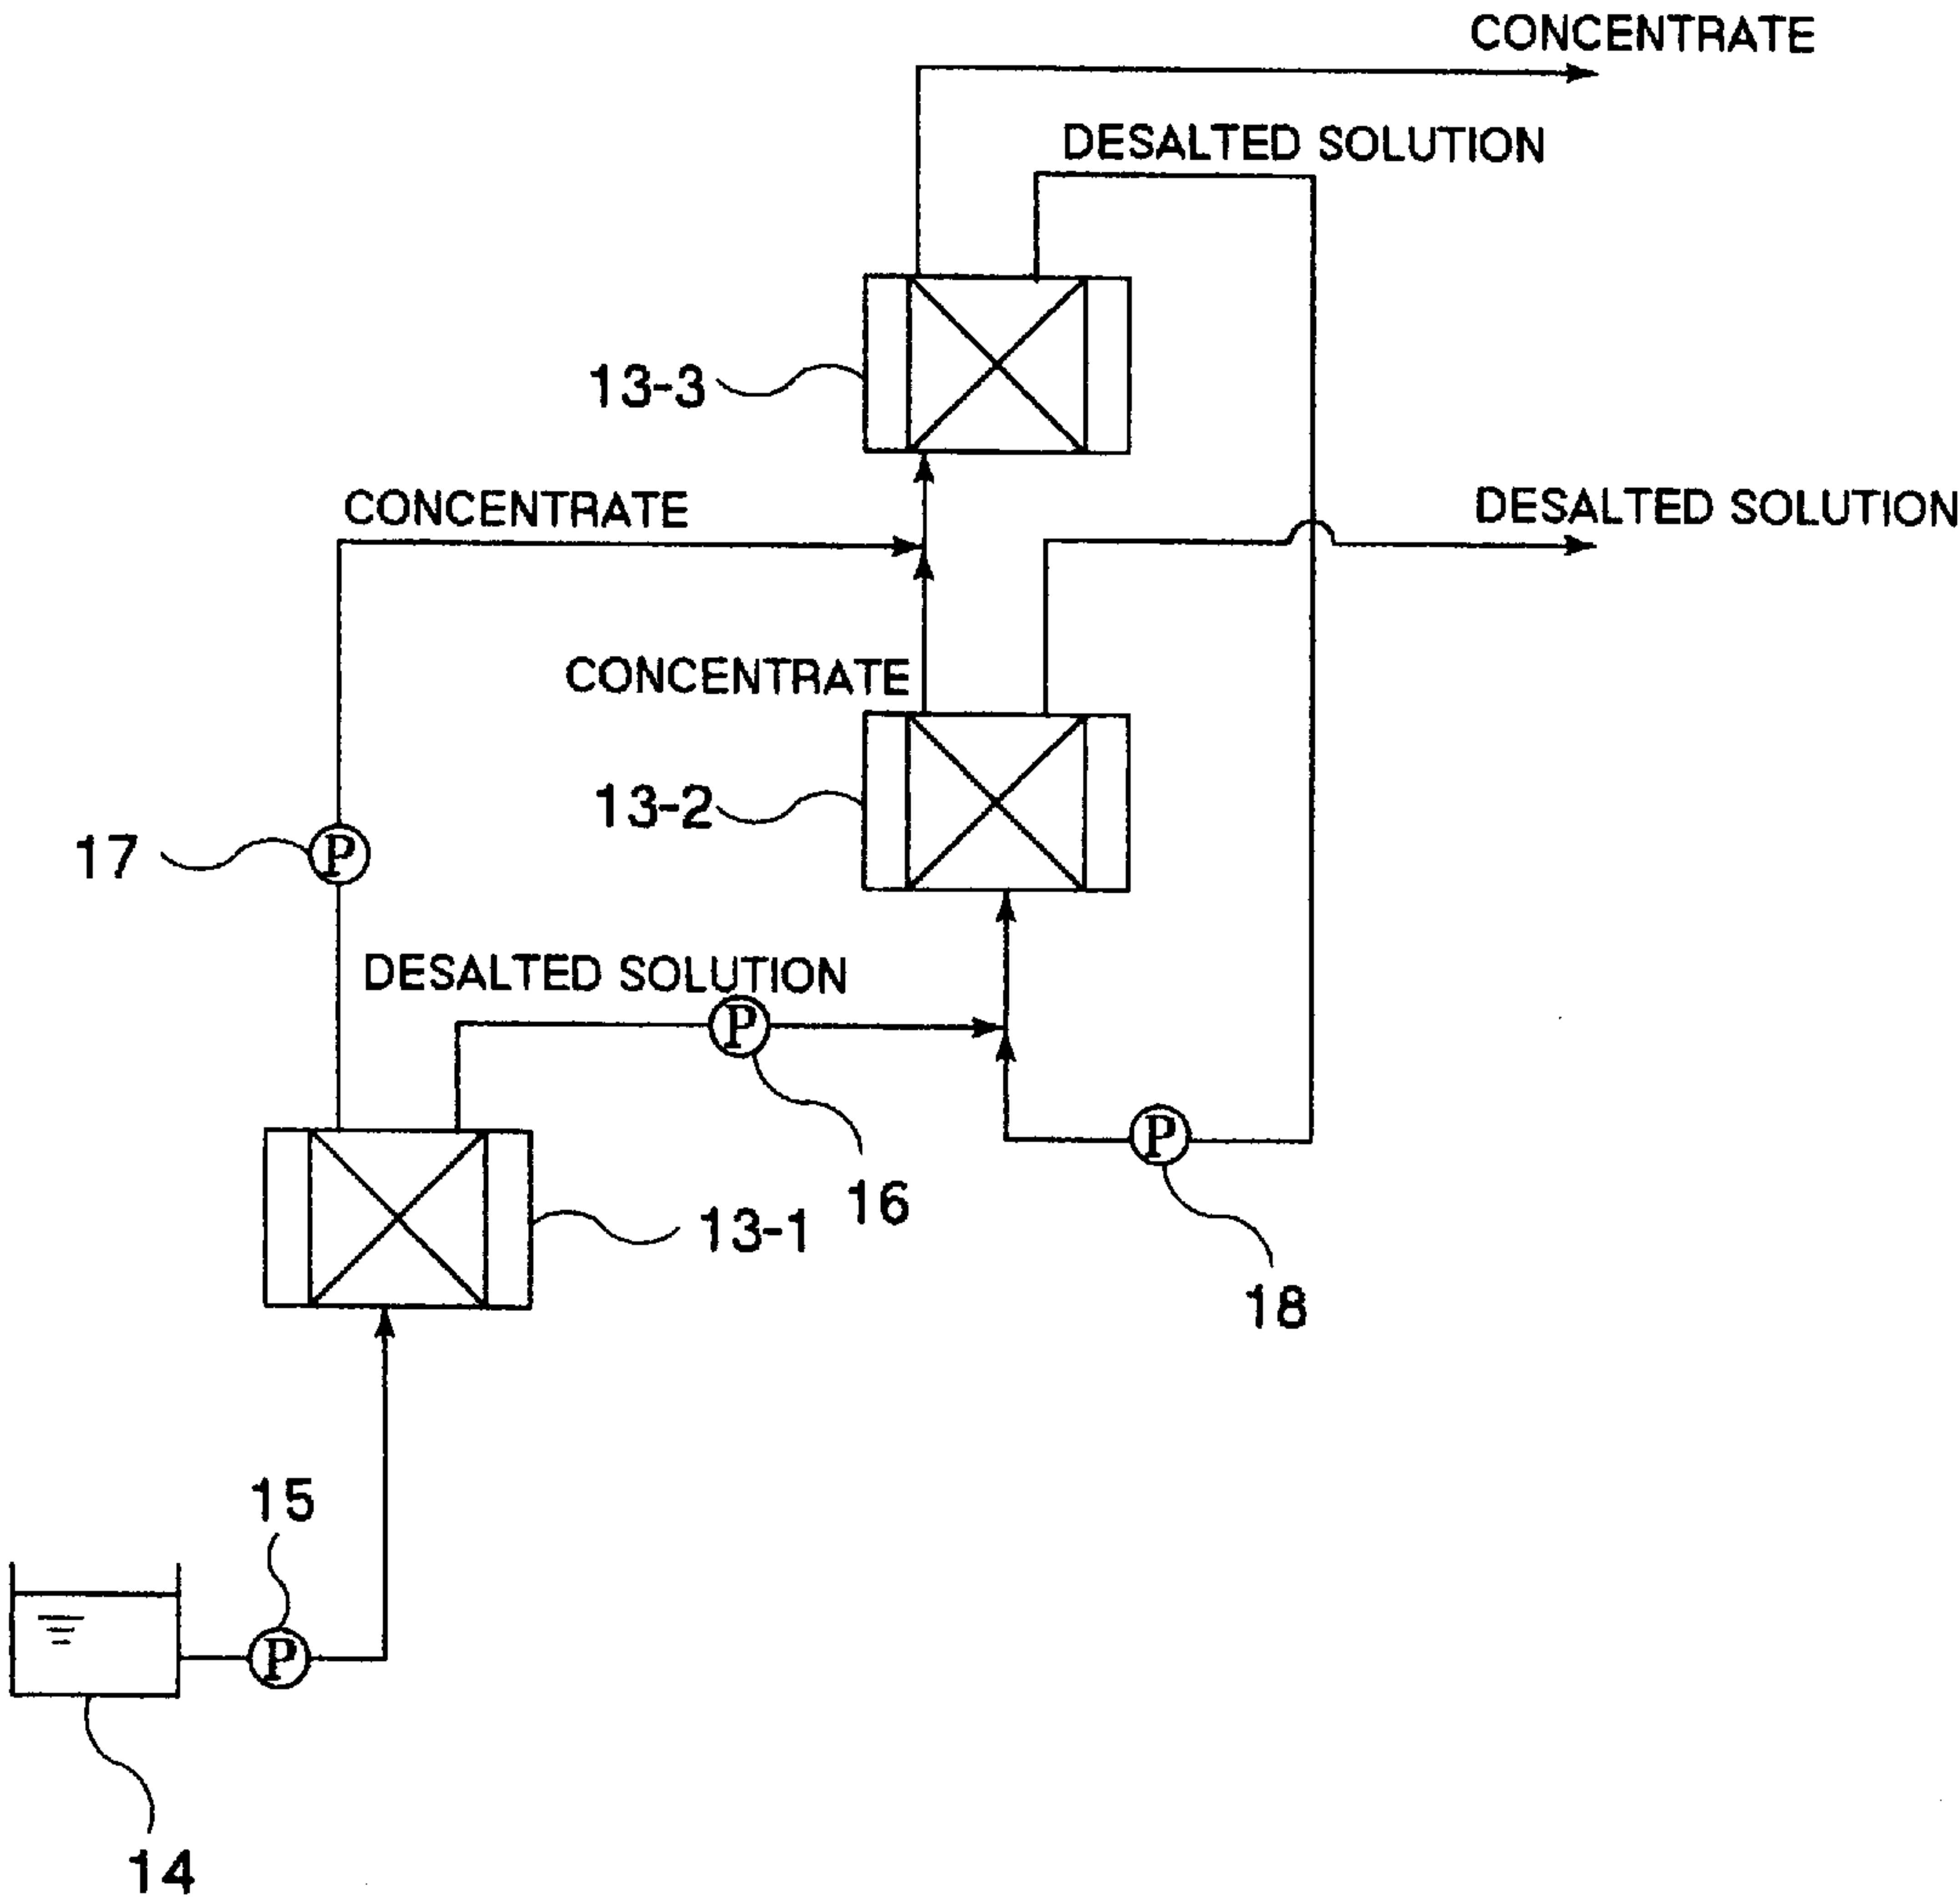 CONCENTRATE
DESALTED SOLUTION
13-3
CONCENTRATE
DESALTED SOLUTION
CONCENTRATE
13-2
17
P
DESALTED SOLUTION
P
P
16
13-1
18
15
P
14